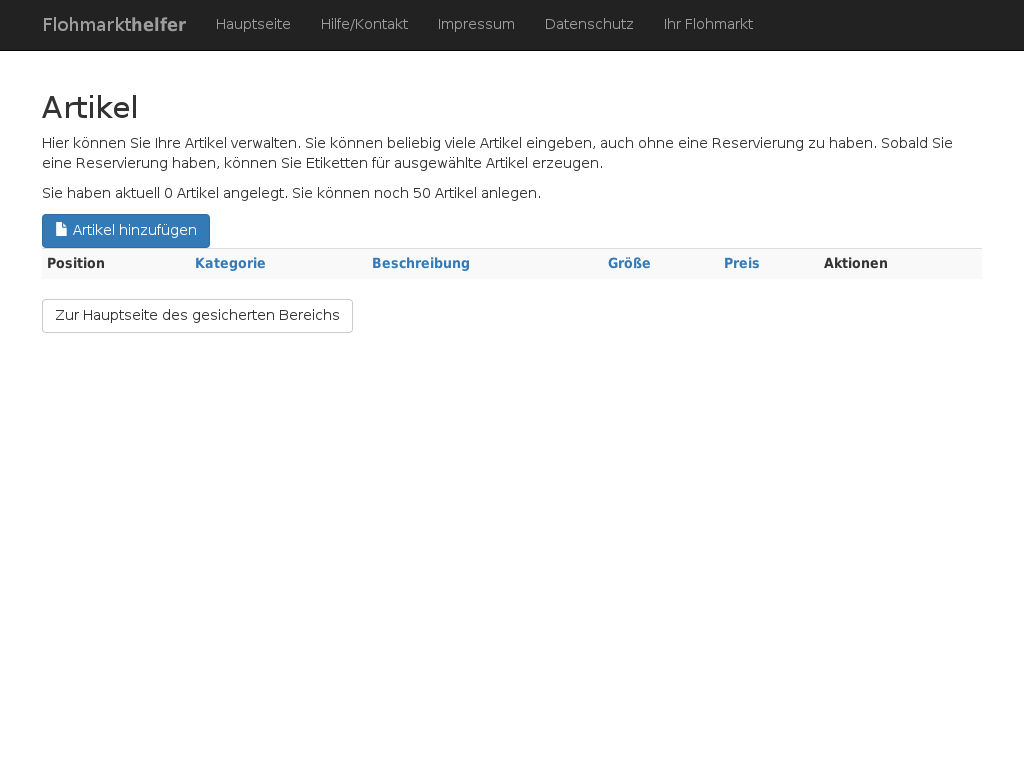 Flohmarkthelfer Hauptseite Hilfe/Kontakt Impressum Datenschutz Ihr Flohmarkt
Artikel
Hier können Sie Ihre Artikel verwalten. Sie können beliebig viele Artikel eingeben, auch ohne eine Reservierung zu haben. Sobald Sie
eine Reservierung haben, können Sie Etiketten für ausgewählte Artikel erzeugen.
Sie haben aktuell 0 Artikel angelegt. Sie können noch 50 Artikel anlegen.
Artikel hinzufügen
Position Kategorie Beschreibung Größe Preis Aktionen
Zur Hauptseite des gesicherten Bereichs